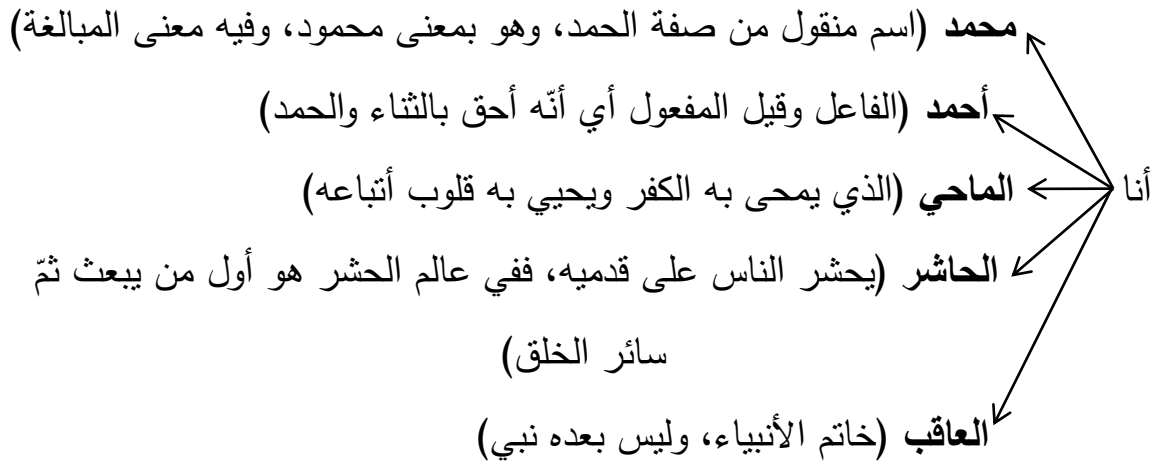 محمد (اسم منقول من صفة الحمد، وهو بمعنى محمود، وفيه معنى المبالغة)
أحمد (الفاعل وقيل المفعول أي أنّه أحق بالثناء والحمد)
أنا
الماحي (الذي يمحى به الكفر ويحيي به قلوب أتباعه)
الحاشر (يحشر الناس على قدميه، ففي عالم الحشر هو أول من يبعث ثمّ
سائر الخلق)
العاقب (خاتم الأنبياء، وليس بعده نبي)